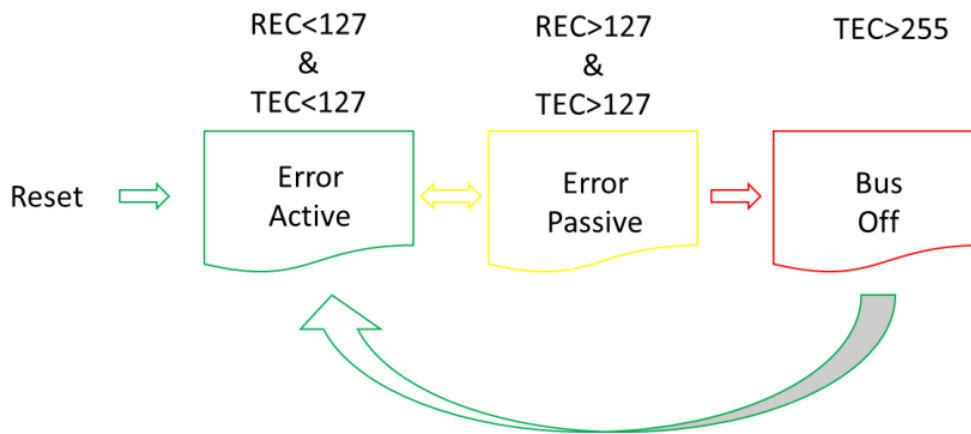 REC<127
&
TEC<127
REC>127
&
TEC>127
TEC>255
Reset
Error
Active
Error
Passive
Bus
Off